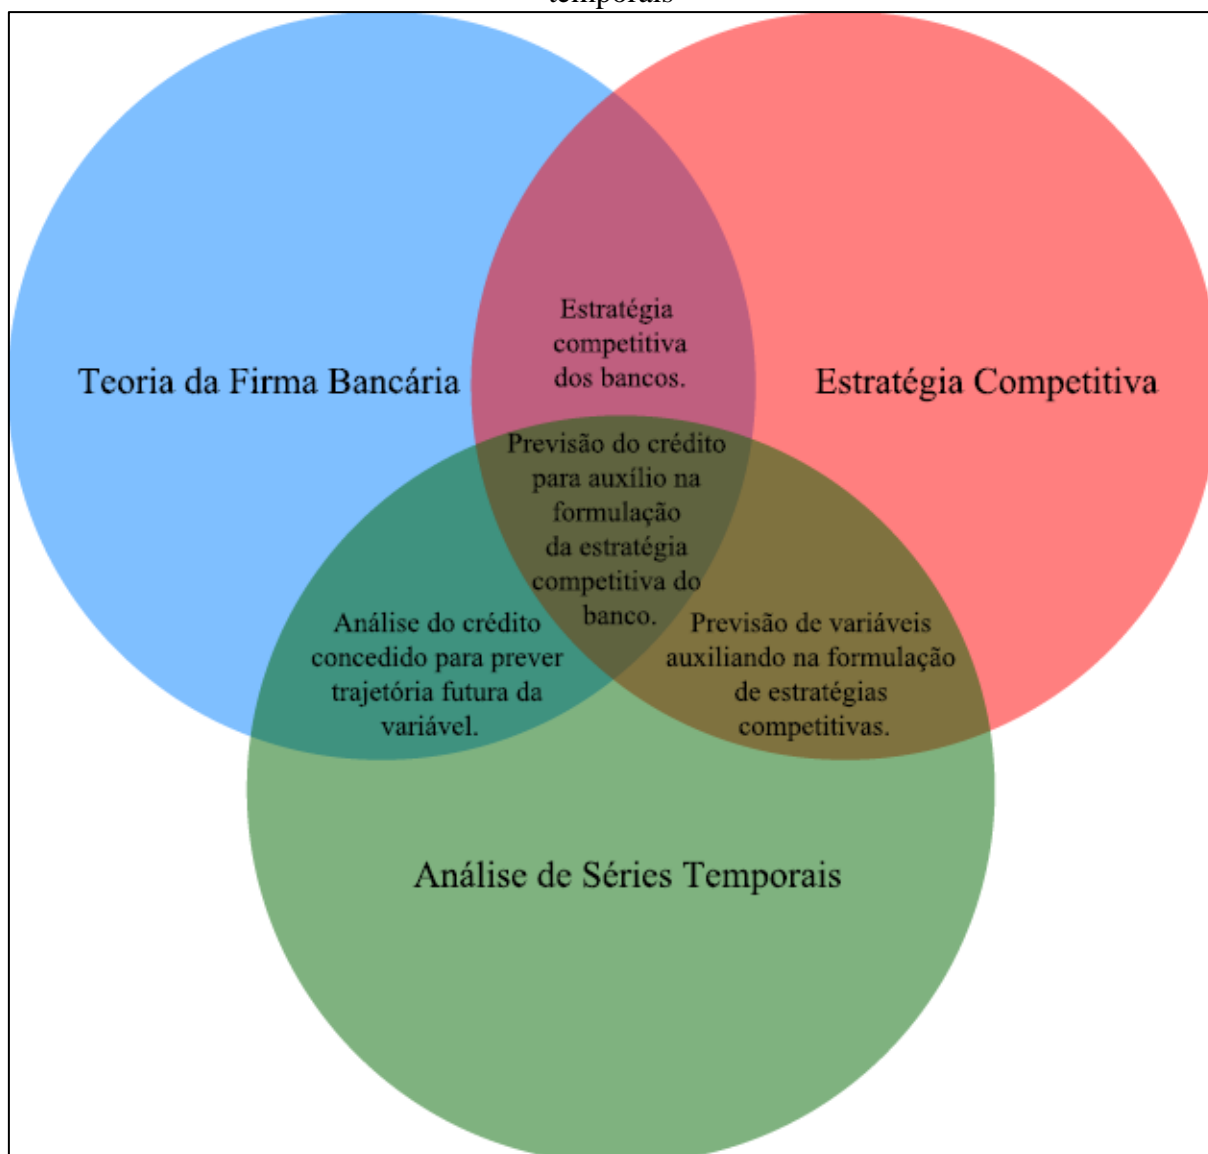 temporais
Estratégia
competitiva
dos bancos.
Teoria da Firma Bancária
Estratégia Competitiva
Previsão do crédito
para auxílio na
formulação
da estratégia
competitiva do
banco.
Análise do crédito
concedido para prever
trajetória futura da
variável.
Previsão de variáveis
auxiliando na formulação
de estratégias
competitivas.
Análise de Séries Temporais